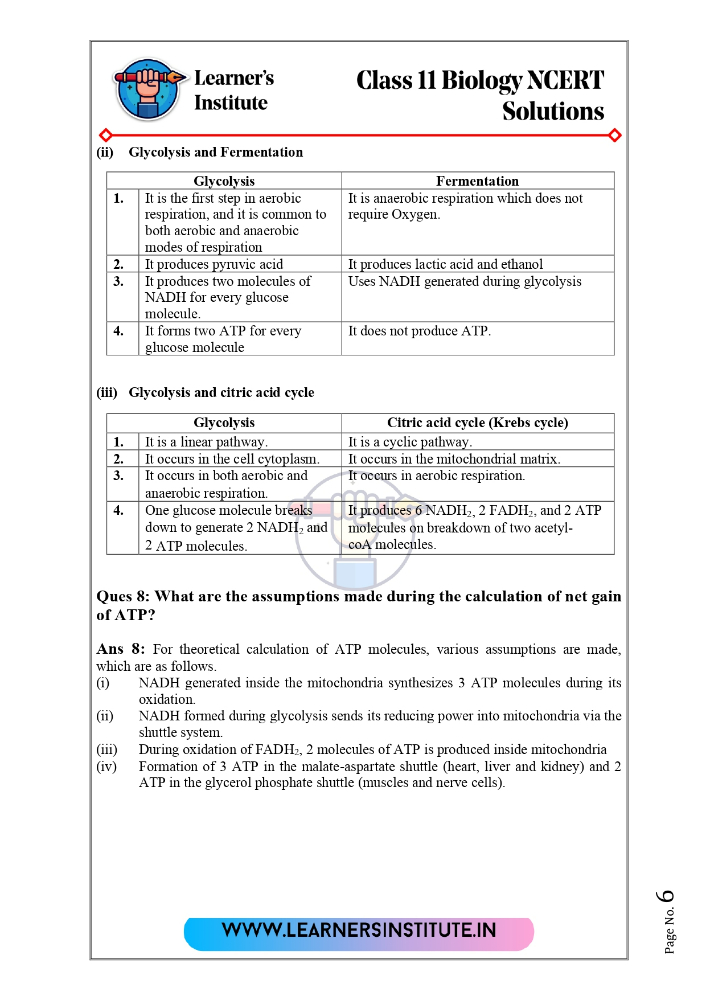 Learner's
Institute
Class 11 Biology NCERT
Solutions
(ii) Glycolysis and Fermentation
Glycolysis Fermentation
1. It is the first step in aerobic It is anaerobic respiration which does not
respiration, and it is common to require Oxygen.
both aerobic and anaerobic
modes of respiration
2. It produces pyruvic acid It produces lactic acid and ethanol
3. It produces two molecules of Uses NADH generated during glycolysis
NADH for every glucose
molecule.
4. It forms two ATP for every It does not produce ATP.
glucose molecule
(iii) Glycolysis and citric acid cycle
Glycolysis Citric acid cycle (Krebs cycle)
1. It is a linear pathway. It is a cyclic pathway.
2. It occurs in the cell cytoplasm. It occurs in the mitochondrial matrix.
3. It occurs in both aerobic and It occurs in aerobic respiration.
anaerobic respiration.
4. One glucose molecule breaks It produces 6 NADH₂, 2 FADH₂, and 2 ATP
down to generate 2 NADH₂ and molecules on breakdown of two acetyl-
2 ATP molecules. coA molecules.
Ques 8: What are the assumptions made during the calculation of net gain
of ATP?
Ans 8: For theoretical calculation of ATP molecules, various assumptions are made,
which are as follows.
(i) NADH generated inside the mitochondria synthesizes 3 ATP molecules during its
oxidation.
(ii) NADH formed during glycolysis sends its reducing power into mitochondria via the
shuttle system.
(iii) During oxidation of FADH₂, 2 molecules of ATP is produced inside mitochondria
(iv) Formation of 3 ATP in the malate-aspartate shuttle (heart, liver and kidney) and 2
ATP in the glycerol phosphate shuttle (muscles and nerve cells).
WWW.LEARNERSINSTITUTE.IN
Page No. 6